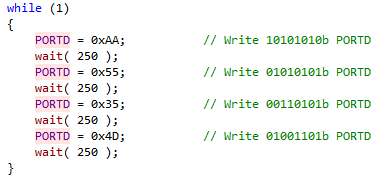 while (1)
{
    PORTD = 0xAA;            // Write 10101010b PORTD
    wait( 250 );
    PORTD = 0x55;            // Write 01010101b PORTD
    wait( 250 );
    PORTD = 0x35;            // Write 00110101b PORTD
    wait( 250 );
    PORTD = 0x4D;            // Write 01001101b PORTD
    wait( 250 );
}